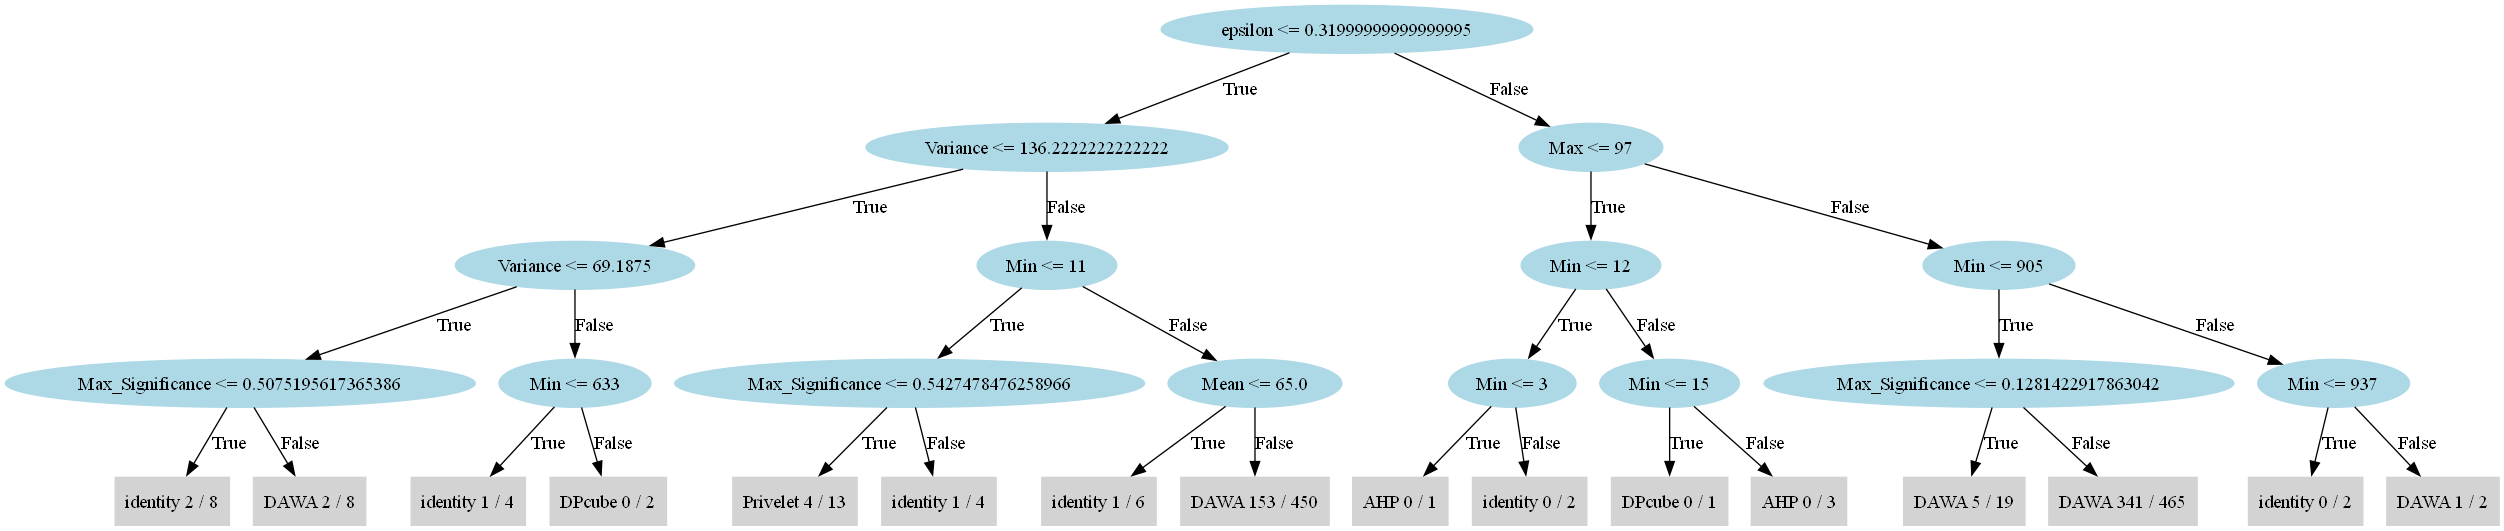 epsilon <= 0.31999999999999995
True
False
Variance <= 136.2222222222222
Max <= 97
True
False
True
False
Variance <= 69.1875
Min <= 11
Min <= 12
Min <= 905
True
False
True
False
True
False
True
False
Max_Significance <= 0.5075195617365386
Min <= 633
Max_Significance <= 0.5427478476258966
Mean <= 65.0
Min <= 3
Min <= 15
Max_Significance <= 0.1281422917863042
Min <= 937
True
False
True
False
True
False
True
False
True
False
True
False
True
False
True
False
identity 2 / 8
DAWA 2 / 8
identity 1 / 4
DPcube 0 / 2
Privelet 4 / 13
identity 1 / 4
identity 1 / 6
DAWA 153 / 450
AHP 0 / 1
identity 0 / 2
DPcube 0 / 1
AHP 0 / 3
DAWA 5 / 19
DAWA 341 / 465
identity 0 / 2
DAWA 1 / 2